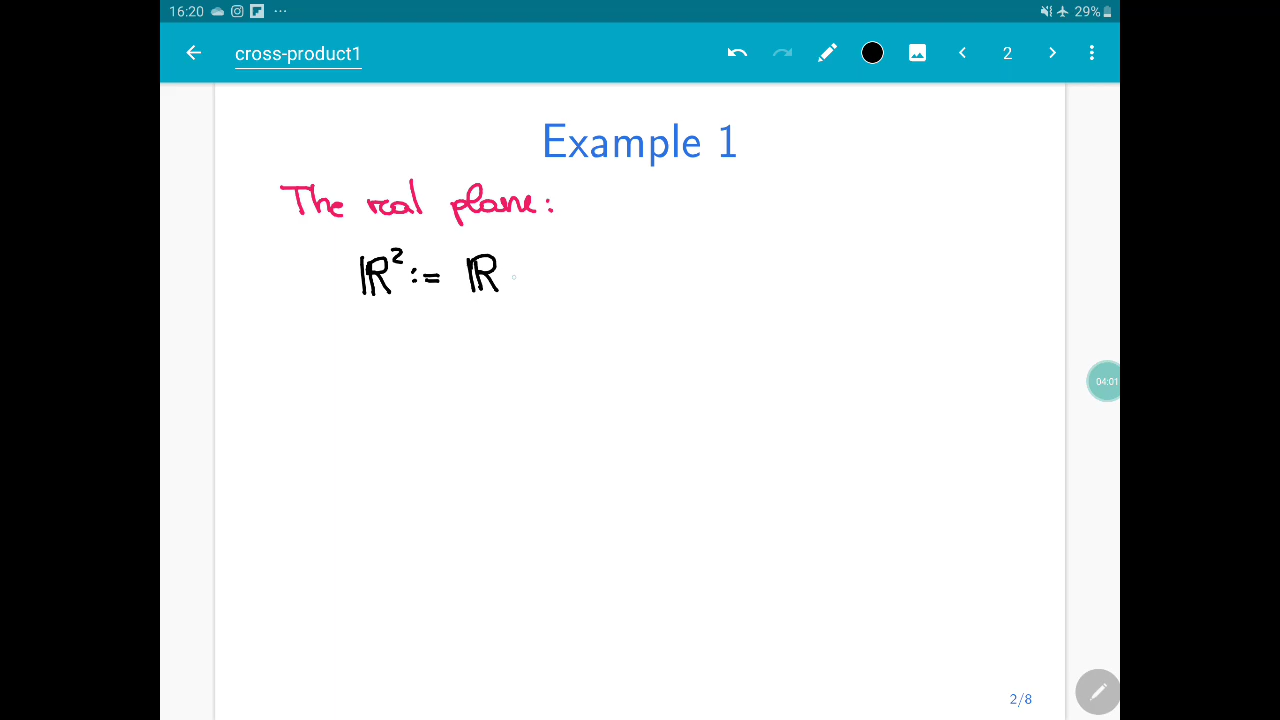 16:20 ... 29%
cross-product1 2
Example 1
The real plane:
ℝ² := ℝ
04:01
2/8